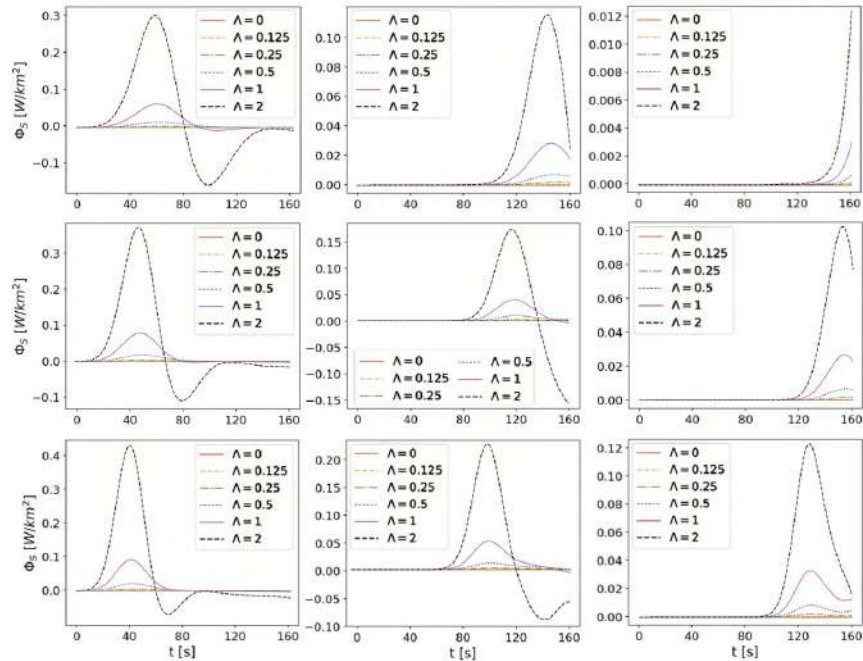 Φ_S [W/km²]
0.3
0.2
0.1
0.0
−0.1
Λ = 0
Λ = 0.125
Λ = 0.25
Λ = 0.5
Λ = 1
Λ = 2
0 40 80 120 160
0.10
0.08
0.06
0.04
0.02
0.00
Λ = 0
Λ = 0.125
Λ = 0.25
Λ = 0.5
Λ = 1
Λ = 2
0 40 80 120 160
0.012
0.010
0.008
0.006
0.004
0.002
0.000
Λ = 0
Λ = 0.125
Λ = 0.25
Λ = 0.5
Λ = 1
Λ = 2
0 40 80 120 160
Φ_S [W/km²]
0.3
0.2
0.1
0.0
−0.1
Λ = 0
Λ = 0.125
Λ = 0.25
Λ = 0.5
Λ = 1
Λ = 2
0 40 80 120 160
0.15
0.10
0.05
0.00
−0.05
−0.10
−0.15
Λ = 0 Λ = 0.5
Λ = 0.125 Λ = 1
Λ = 0.25 Λ = 2
0 40 80 120 160
0.10
0.08
0.06
0.04
0.02
0.00
Λ = 0
Λ = 0.125
Λ = 0.25
Λ = 0.5
Λ = 1
Λ = 2
0 40 80 120 160
Φ_S [W/km²]
0.4
0.3
0.2
0.1
0.0
Λ = 0
Λ = 0.125
Λ = 0.25
Λ = 0.5
Λ = 1
Λ = 2
0 40 80 120 160
t [s]
0.20
0.15
0.10
0.05
0.00
−0.05
−0.10
Λ = 0
Λ = 0.125
Λ = 0.25
Λ = 0.5
Λ = 1
Λ = 2
0 40 80 120 160
t [s]
0.12
0.10
0.08
0.06
0.04
0.02
0.00
Λ = 0
Λ = 0.125
Λ = 0.25
Λ = 0.5
Λ = 1
Λ = 2
0 40 80 120 160
t [s]